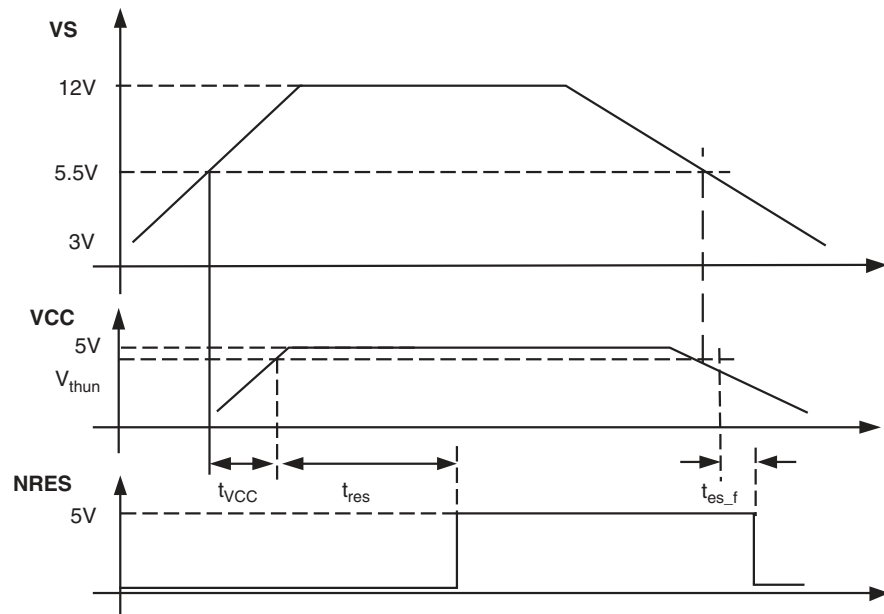 VS
12V
5.5V
3V
VCC
5V
Vthun
tVCC
tres
tes_f
NRES
5V